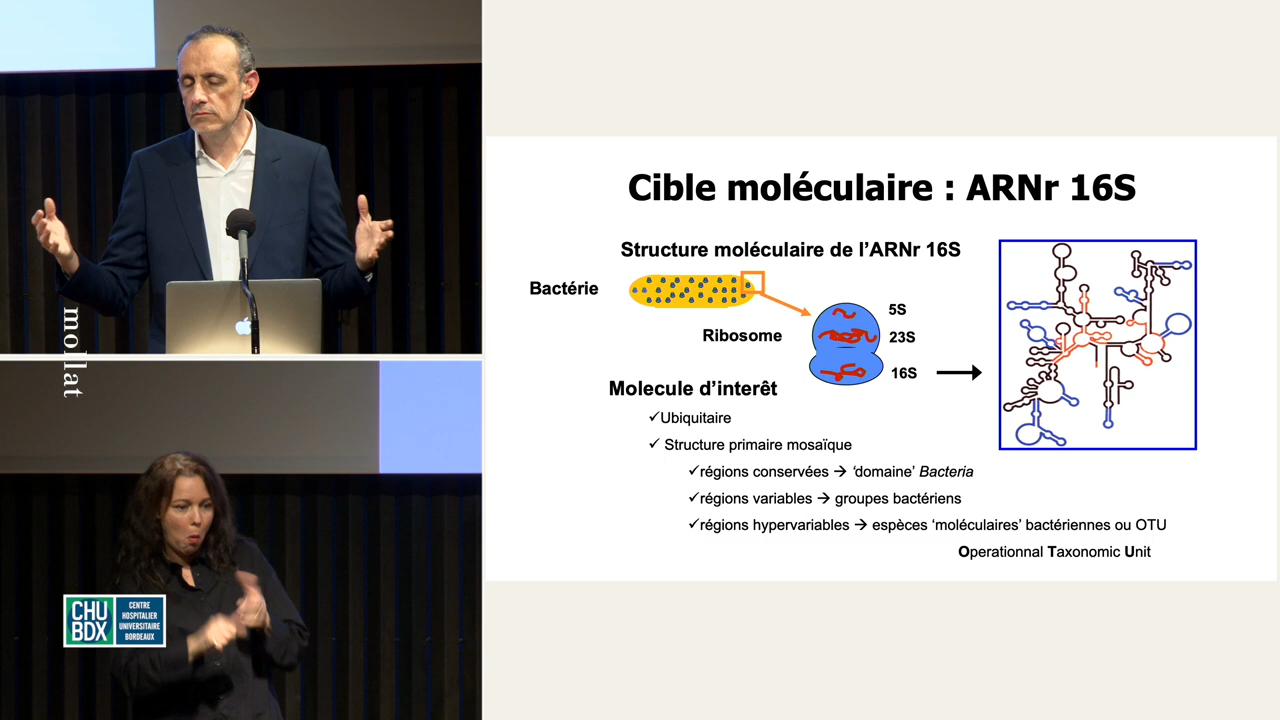 mollat
CHU
BDX
CENTRE
HOSPITALIER
UNIVERSITAIRE
BORDEAUX
Cible moléculaire : ARNr 16S
Structure moléculaire de l’ARNr 16S
Bactérie
5S
Ribosome
23S
16S
Molecule d’interêt
✓Ubiquitaire
✓ Structure primaire mosaïque
✓régions conservées → ‘domaine’ Bacteria
✓régions variables → groupes bactériens
✓régions hypervariables → espèces ‘moléculaires’ bactériennes ou OTU
Operationnal Taxonomic Unit